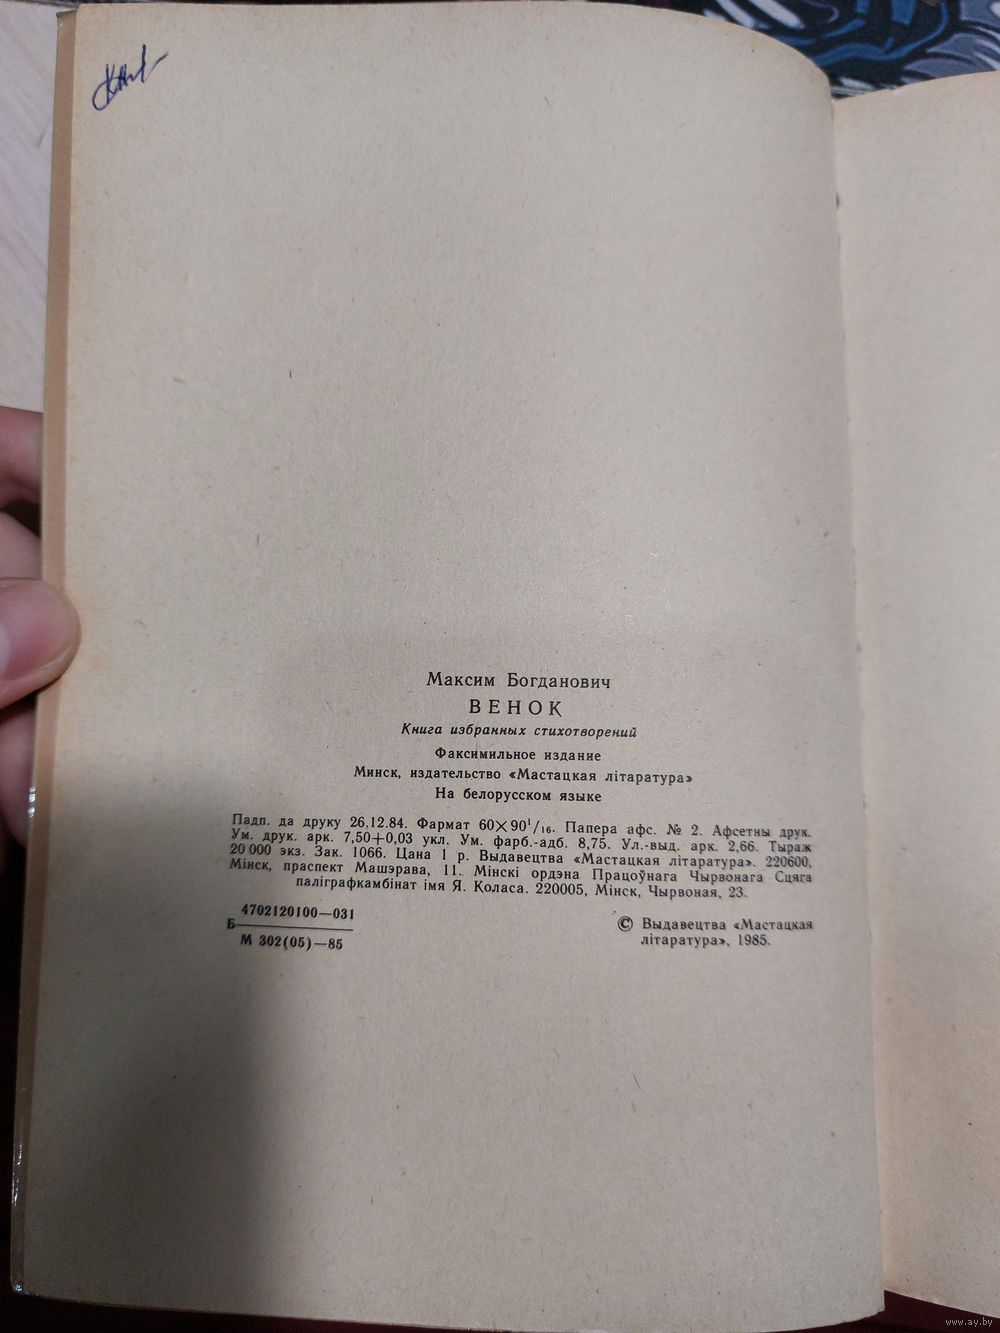 Максим Богданович
ВЕНОК
Книга избранных стихотворений
Факсимильное издание
Минск, издательство «Мастацкая літаратура»
На белорусском языке
Падп. да друку 26.12.84. Фармат 60×90¹/₁₆. Папера афс. № 2. Афсетны друк.
Ум. друк. арк. 7,50+0,03 укл. Ум. фарб.-адб. 8,75. Ул.-выд. арк. 2,66. Тыраж
20 000 экз. Зак. 1066. Цана 1 р. Выдавецтва «Мастацкая літаратура». 220600,
Мінск, праспект Машэрава, 11. Мінскі ордэна Працоўнага Чырвонага Сцяга
паліграфкамбінат імя Я. Коласа. 220005, Мінск, Чырвоная, 23.
4702120100—031
Б
М 302(05)—85
© Выдавецтва «Мастацкая
літаратура», 1985.
www.ay.by